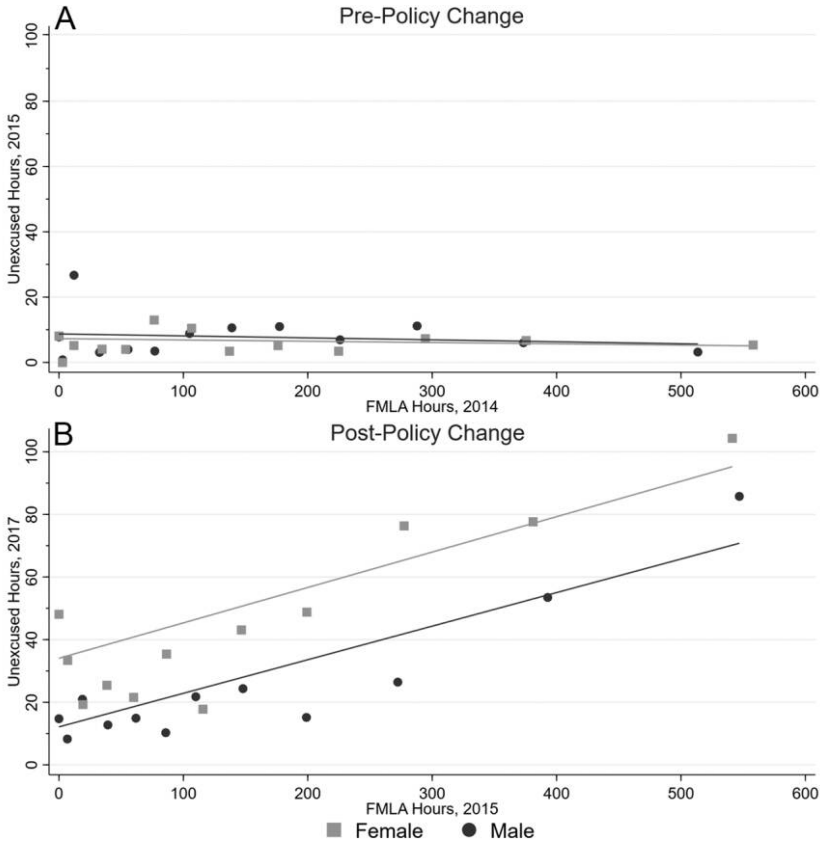 A
Pre-Policy Change
100
80
60
40
20
0
Unexcused Hours, 2015
0 100 200 300 400 500 600
FMLA Hours, 2014
B
Post-Policy Change
100
80
60
40
20
0
Unexcused Hours, 2017
0 100 200 300 400 500 600
FMLA Hours, 2015
Female Male